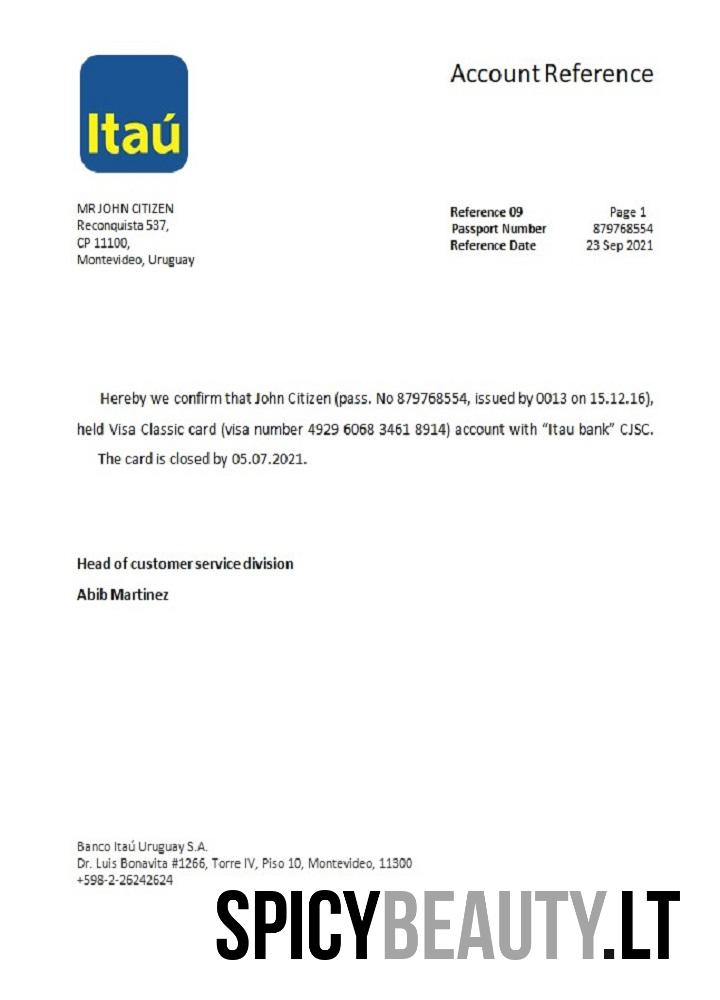 Itaú
Account Reference
MR JOHN CITIZEN
Reconquista 537,
CP 11100,
Montevideo, Uruguay
Reference 09 Page 1
Passport Number 879768554
Reference Date 23 Sep 2021
Hereby we confirm that John Citizen (pass. No 879768554, issued by 0013 on 15.12.16),
held Visa Classic card (visa number 4929 6068 3461 8914) account with “Itau bank” CJSC.
The card is closed by 05.07.2021.
Head of customer service division
Abib Martinez
Banco Itaú Uruguay S.A.
Dr. Luis Bonavita #1266, Torre IV, Piso 10, Montevideo, 11300
+598-2-26242624
SPICYBEAUTY.LT